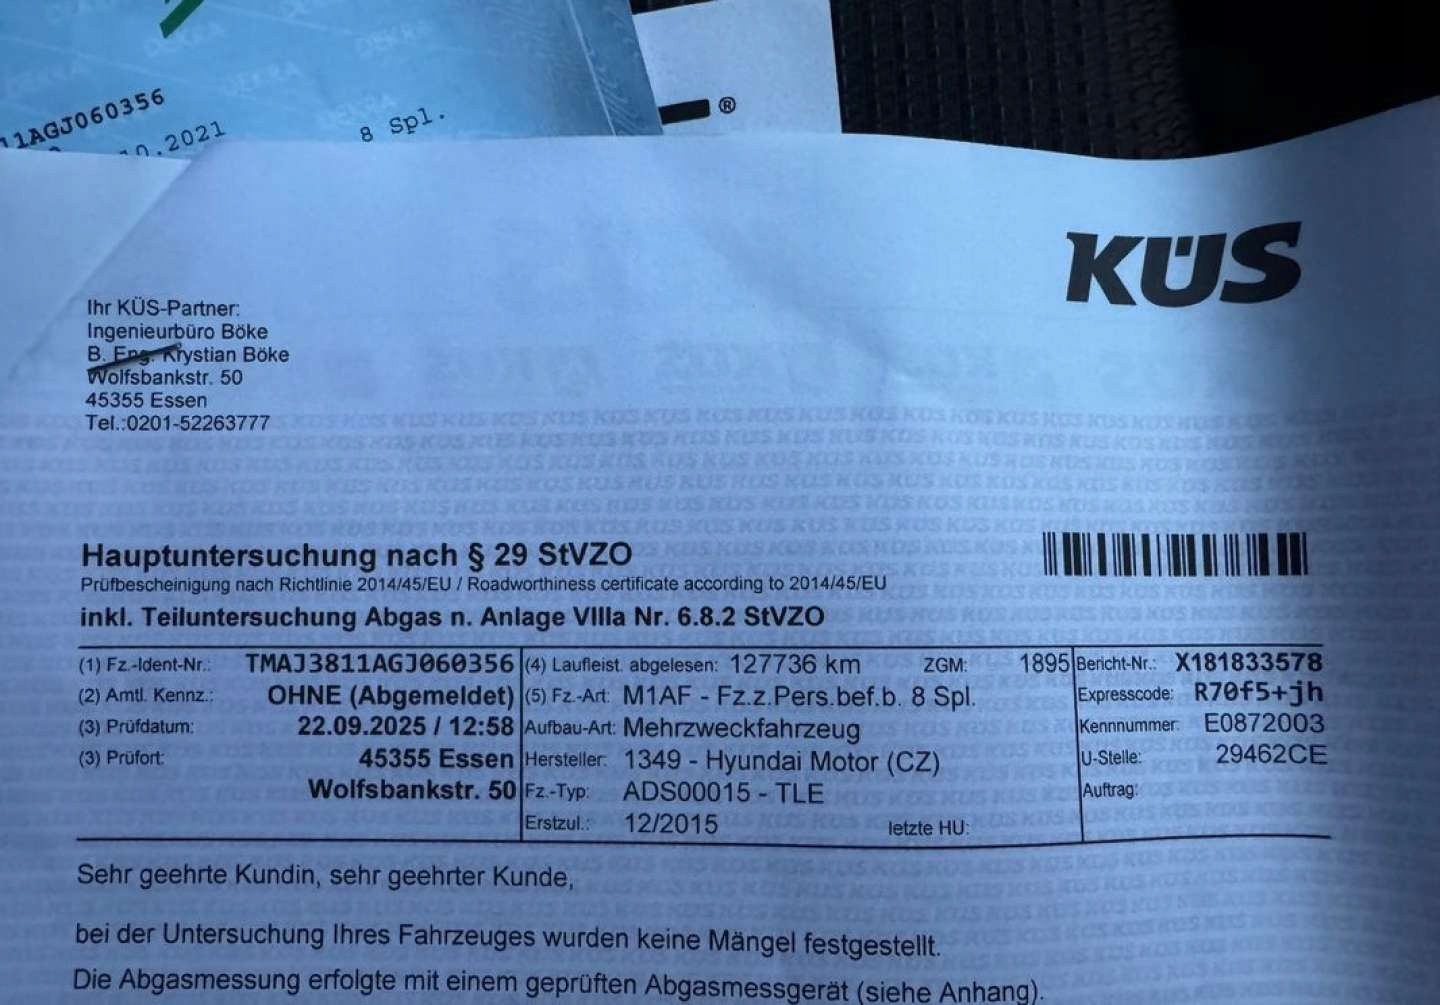 DEKRA
11AGJ060356
10.2021
8 Spl.
®
KÜS
Ihr KÜS-Partner:
Ingenieurbüro Böke
B. Eng. Krystian Böke
Wolfsbankstr. 50
45355 Essen
Tel.:0201-52263777
Hauptuntersuchung nach § 29 StVZO
Prüfbescheinigung nach Richtlinie 2014/45/EU / Roadworthiness certificate according to 2014/45/EU
inkl. Teiluntersuchung Abgas n. Anlage VIIIa Nr. 6.8.2 StVZO
(1) Fz.-Ident-Nr.: TMAJ3811AGJ060356 (4) Laufleist. abgelesen: 127736 km ZGM: 1895 Bericht-Nr.: X181833578
(2) Amtl. Kennz.: OHNE (Abgemeldet) (5) Fz.-Art: M1AF - Fz.z.Pers.bef.b. 8 Spl. Expresscode: R70f5+jh
(3) Prüfdatum: 22.09.2025 / 12:58 Aufbau-Art: Mehrzweckfahrzeug Kennnummer: E0872003
(3) Prüfort: 45355 Essen Hersteller: 1349 - Hyundai Motor (CZ) U-Stelle: 29462CE
Wolfsbankstr. 50 Fz.-Typ: ADS00015 - TLE Auftrag:
Erstzul.: 12/2015 letzte HU:
Sehr geehrte Kundin, sehr geehrter Kunde,
bei der Untersuchung Ihres Fahrzeuges wurden keine Mängel festgestellt.
Die Abgasmessung erfolgte mit einem geprüften Abgasmessgerät (siehe Anhang).